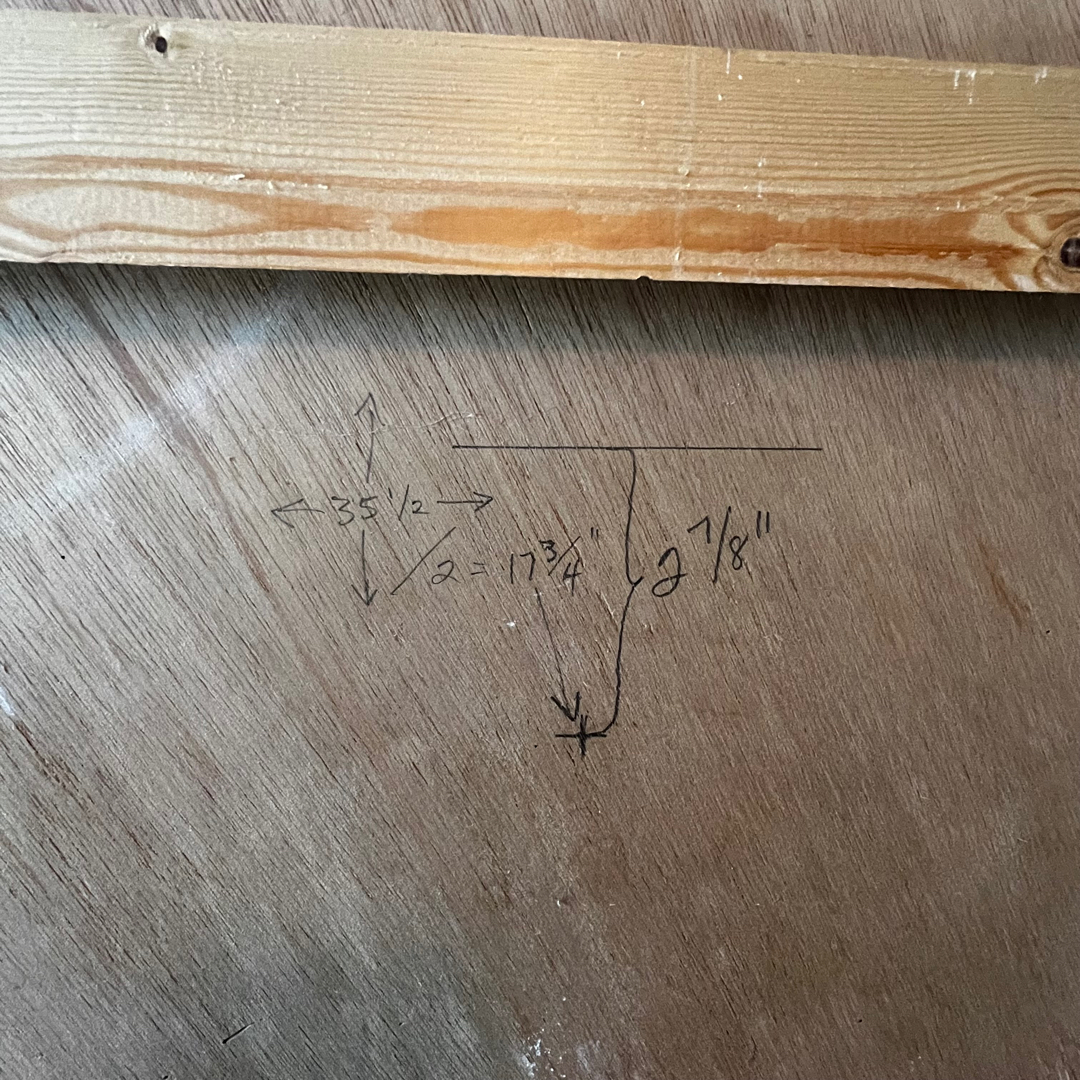 35 1/2
/2 = 17 3/4" 2 7/8"